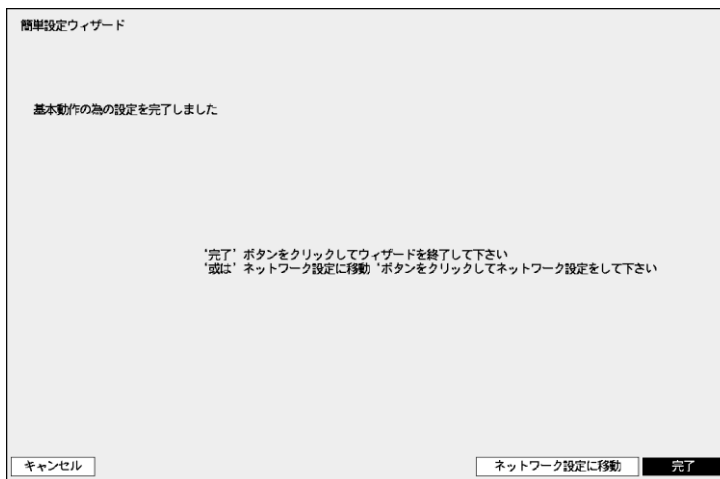 簡単設定ウィザード
基本動作の為の設定を完了しました
'完了' ボタンをクリックしてウィザードを終了して下さい
'或は' ネットワーク設定に移動 'ボタンをクリックしてネットワーク設定をして下さい
キャンセル
ネットワーク設定に移動
完了